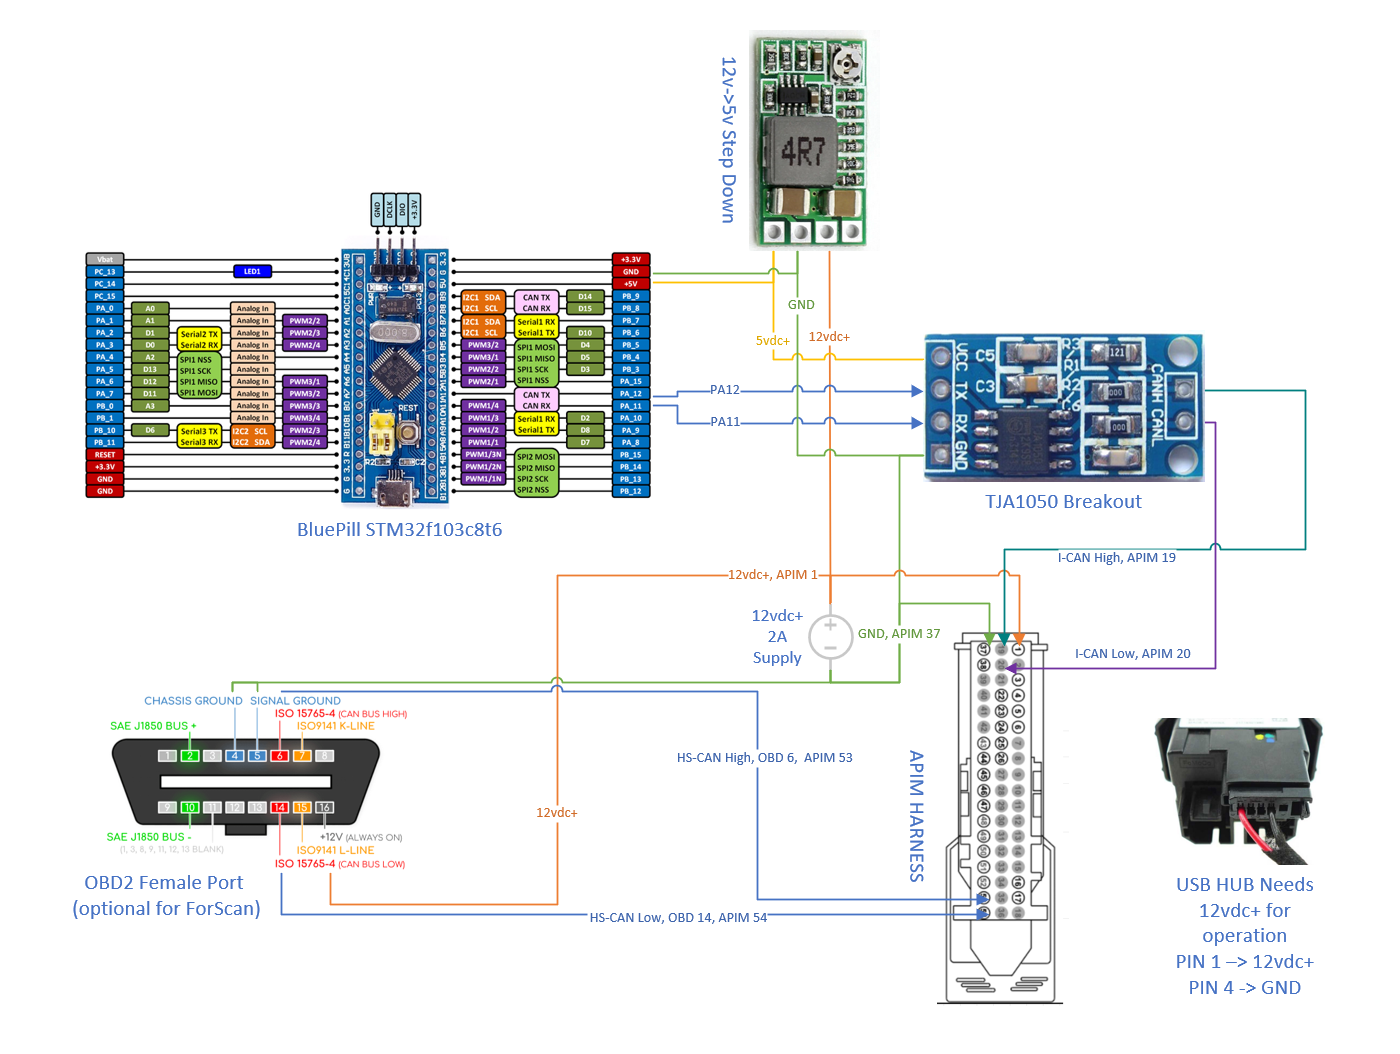 12v->5v Step Down
4R7
GND
DCLK
DIO
+3.3V
Vbat
PC_13 LED1
PC_14
PC_15
PA_0 A0 Analog In
PA_1 A1 Analog In PWM2/2
PA_2 D1 Serial2 TX Analog In PWM2/3
PA_3 D0 Serial2 RX Analog In PWM2/4
PA_4 A2 SPI1 NSS Analog In
PA_5 D13 SPI1 SCK Analog In
PA_6 D12 SPI1 MISO Analog In PWM3/1
PA_7 D11 SPI1 MOSI Analog In PWM3/2
PB_0 A3 Analog In PWM3/3
PB_1 Analog In PWM3/4
PB_10 D6 Serial3 TX I2C2 SCL PWM2/3
PB_11 Serial3 RX I2C2 SDA PWM2/4
RESET
+3.3V
GND
GND
REST
+3.3V
GND
+5V
I2C1 SDA CAN TX D14 PB_9
I2C1 SCL CAN RX D15 PB_8
I2C1 SDA Serial1 RX PB_7
I2C1 SCL Serial1 TX D10 PB_6
PWM3/2 SPI1 MOSI D4 PB_5
PWM3/1 SPI1 MISO D5 PB_4
PWM2/2 SPI1 SCK D3 PB_3
PWM2/1 SPI1 NSS PA_15
CAN TX PA_12
PWM1/4 CAN RX PA_11
PWM1/3 Serial1 RX D2 PA_10
PWM1/2 Serial1 TX D8 PA_9
PWM1/1 D7 PA_8
PWM1/3N SPI2 MOSI PB_15
PWM1/2N SPI2 MISO PB_14
PWM1/1N SPI2 SCK PB_13
SPI2 NSS PB_12
BluePill STM32f103c8t6
GND
5vdc+
12vdc+
PA12
PA11
VCC
TX
RX
GND
C5
C3
R3
121
000
000
CANH
CANL
TJA1050 Breakout
I-CAN High, APIM 19
12vdc+, APIM 1
12vdc+
2A
Supply
GND, APIM 37
I-CAN Low, APIM 20
CHASSIS GROUND
SIGNAL GROUND
ISO 15765-4 (CAN BUS HIGH)
SAE J1850 BUS +
ISO9141 K-LINE
1 2 3 4 5 6 7 8
9 10 11 12 13 14 15 16
SAE J1850 BUS -
+12V (ALWAYS ON)
(1, 3, 8, 9, 11, 12, 13 BLANK)
ISO9141 L-LINE
ISO 15765-4 (CAN BUS LOW)
OBD2 Female Port
(optional for ForScan)
HS-CAN High, OBD 6, APIM 53
12vdc+
HS-CAN Low, OBD 14, APIM 54
APIM HARNESS
USB HUB Needs
12vdc+ for
operation
PIN 1 –> 12vdc+
PIN 4 -> GND